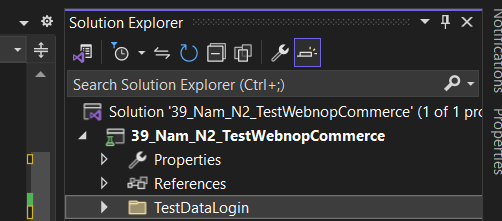 Solution Explorer
Search Solution Explorer (Ctrl+;)
Solution '39_Nam_N2_TestWebnopCommerce' (1 of 1 pro
39_Nam_N2_TestWebnopCommerce
Properties
References
TestDataLogin
Notifications
Properties